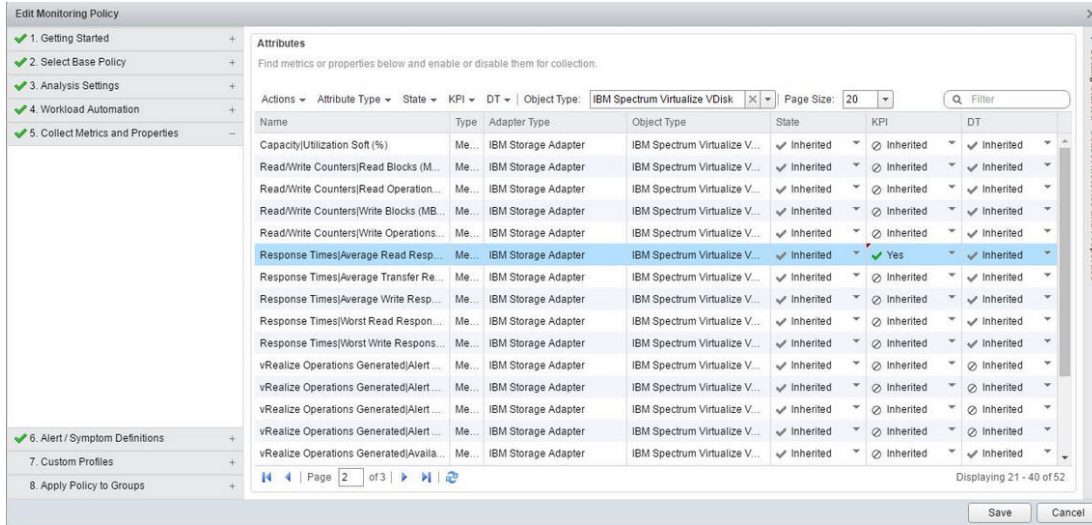 Edit Monitoring Policy
1. Getting Started
2. Select Base Policy
3. Analysis Settings
4. Workload Automation
5. Collect Metrics and Properties
6. Alert / Symptom Definitions
7. Custom Profiles
8. Apply Policy to Groups
Attributes
Find metrics or properties below and enable or disable them for collection.
Actions Attribute Type State KPI DT Object Type: IBM Spectrum Virtualize VDisk Page Size: 20 Filter
Name Type Adapter Type Object Type State KPI DT
Capacity|Utilization Soft (%) Me... IBM Storage Adapter IBM Spectrum Virtualize V... Inherited Inherited Inherited
Read/Write Counters|Read Blocks (M... Me... IBM Storage Adapter IBM Spectrum Virtualize V... Inherited Inherited Inherited
Read/Write Counters|Read Operation... Me... IBM Storage Adapter IBM Spectrum Virtualize V... Inherited Inherited Inherited
Read/Write Counters|Write Blocks (MB... Me... IBM Storage Adapter IBM Spectrum Virtualize V... Inherited Inherited Inherited
Read/Write Counters|Write Operations... Me... IBM Storage Adapter IBM Spectrum Virtualize V... Inherited Inherited Inherited
Response Times|Average Read Resp... Me... IBM Storage Adapter IBM Spectrum Virtualize V... Inherited Yes Inherited
Response Times|Average Transfer Re... Me... IBM Storage Adapter IBM Spectrum Virtualize V... Inherited Inherited Inherited
Response Times|Average Write Resp... Me... IBM Storage Adapter IBM Spectrum Virtualize V... Inherited Inherited Inherited
Response Times|Worst Read Respon... Me... IBM Storage Adapter IBM Spectrum Virtualize V... Inherited Inherited Inherited
Response Times|Worst Write Respons... Me... IBM Storage Adapter IBM Spectrum Virtualize V... Inherited Inherited Inherited
vRealize Operations Generated|Alert ... Me... IBM Storage Adapter IBM Spectrum Virtualize V... Inherited Inherited Inherited
vRealize Operations Generated|Alert ... Me... IBM Storage Adapter IBM Spectrum Virtualize V... Inherited Inherited Inherited
vRealize Operations Generated|Alert ... Me... IBM Storage Adapter IBM Spectrum Virtualize V... Inherited Inherited Inherited
vRealize Operations Generated|Alert ... Me... IBM Storage Adapter IBM Spectrum Virtualize V... Inherited Inherited Inherited
vRealize Operations Generated|Availa... Me... IBM Storage Adapter IBM Spectrum Virtualize V... Inherited Inherited Inherited
Page 2 of 3 Displaying 21 - 40 of 52
Save Cancel